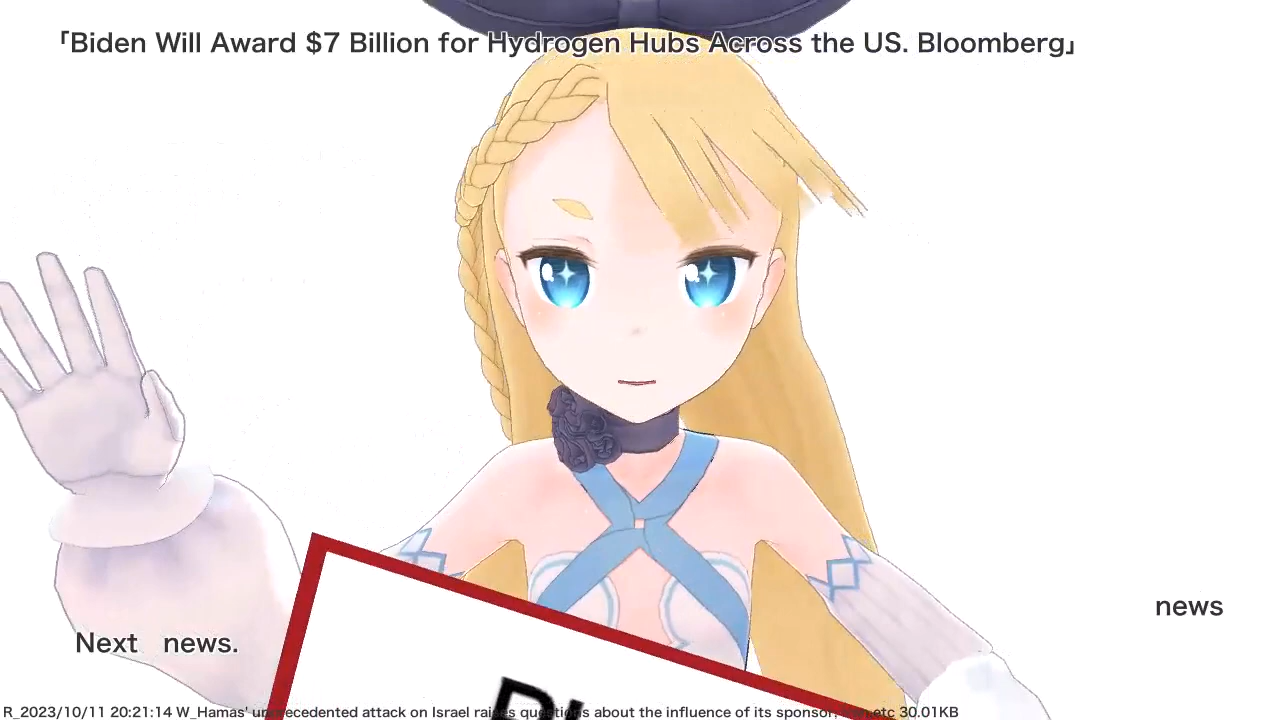 「Biden Will Award $7 Billion for Hydrogen Hubs Across the US. Bloomberg」
news
Next news.
R_2023/10/11 20:21:14 W_Hamas' unprecedented attack on Israel raises questions about the influence of its sponsor, etc 30.01KB